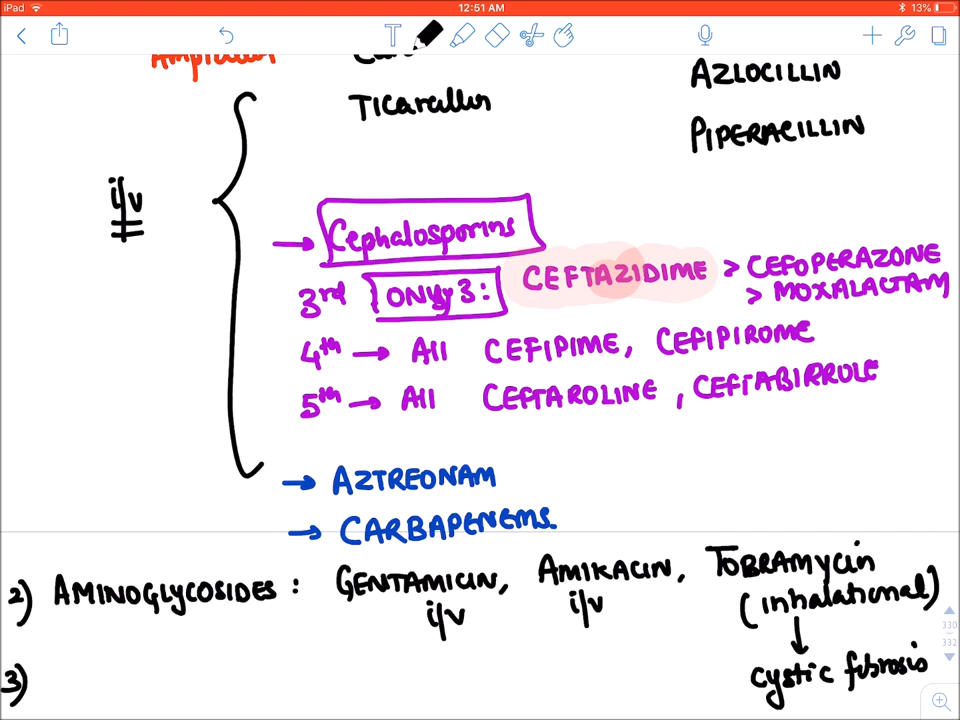 iPad 12:51 AM 13%
T
AZLOCILLIN
Ticarcillin
PIPERACILLIN
i/v
→ Cephalosporins
3rd ONLY 3: CEFTAZIDIME > CEFOPERAZONE
> MOXALACTAM
4th → All CEFIPIME, CEFIPIROME
5th → All CEFTAROLINE, CEFTABIRROLE
→ AZTREONAM
→ CARBAPENEMS.
2) AMINOGLYCOSIDES : GENTAMICIN, AMIKACIN, TOBRAMYCIN
i/v i/v (inhalational)
↓
3) cystic fibrosis
330
332